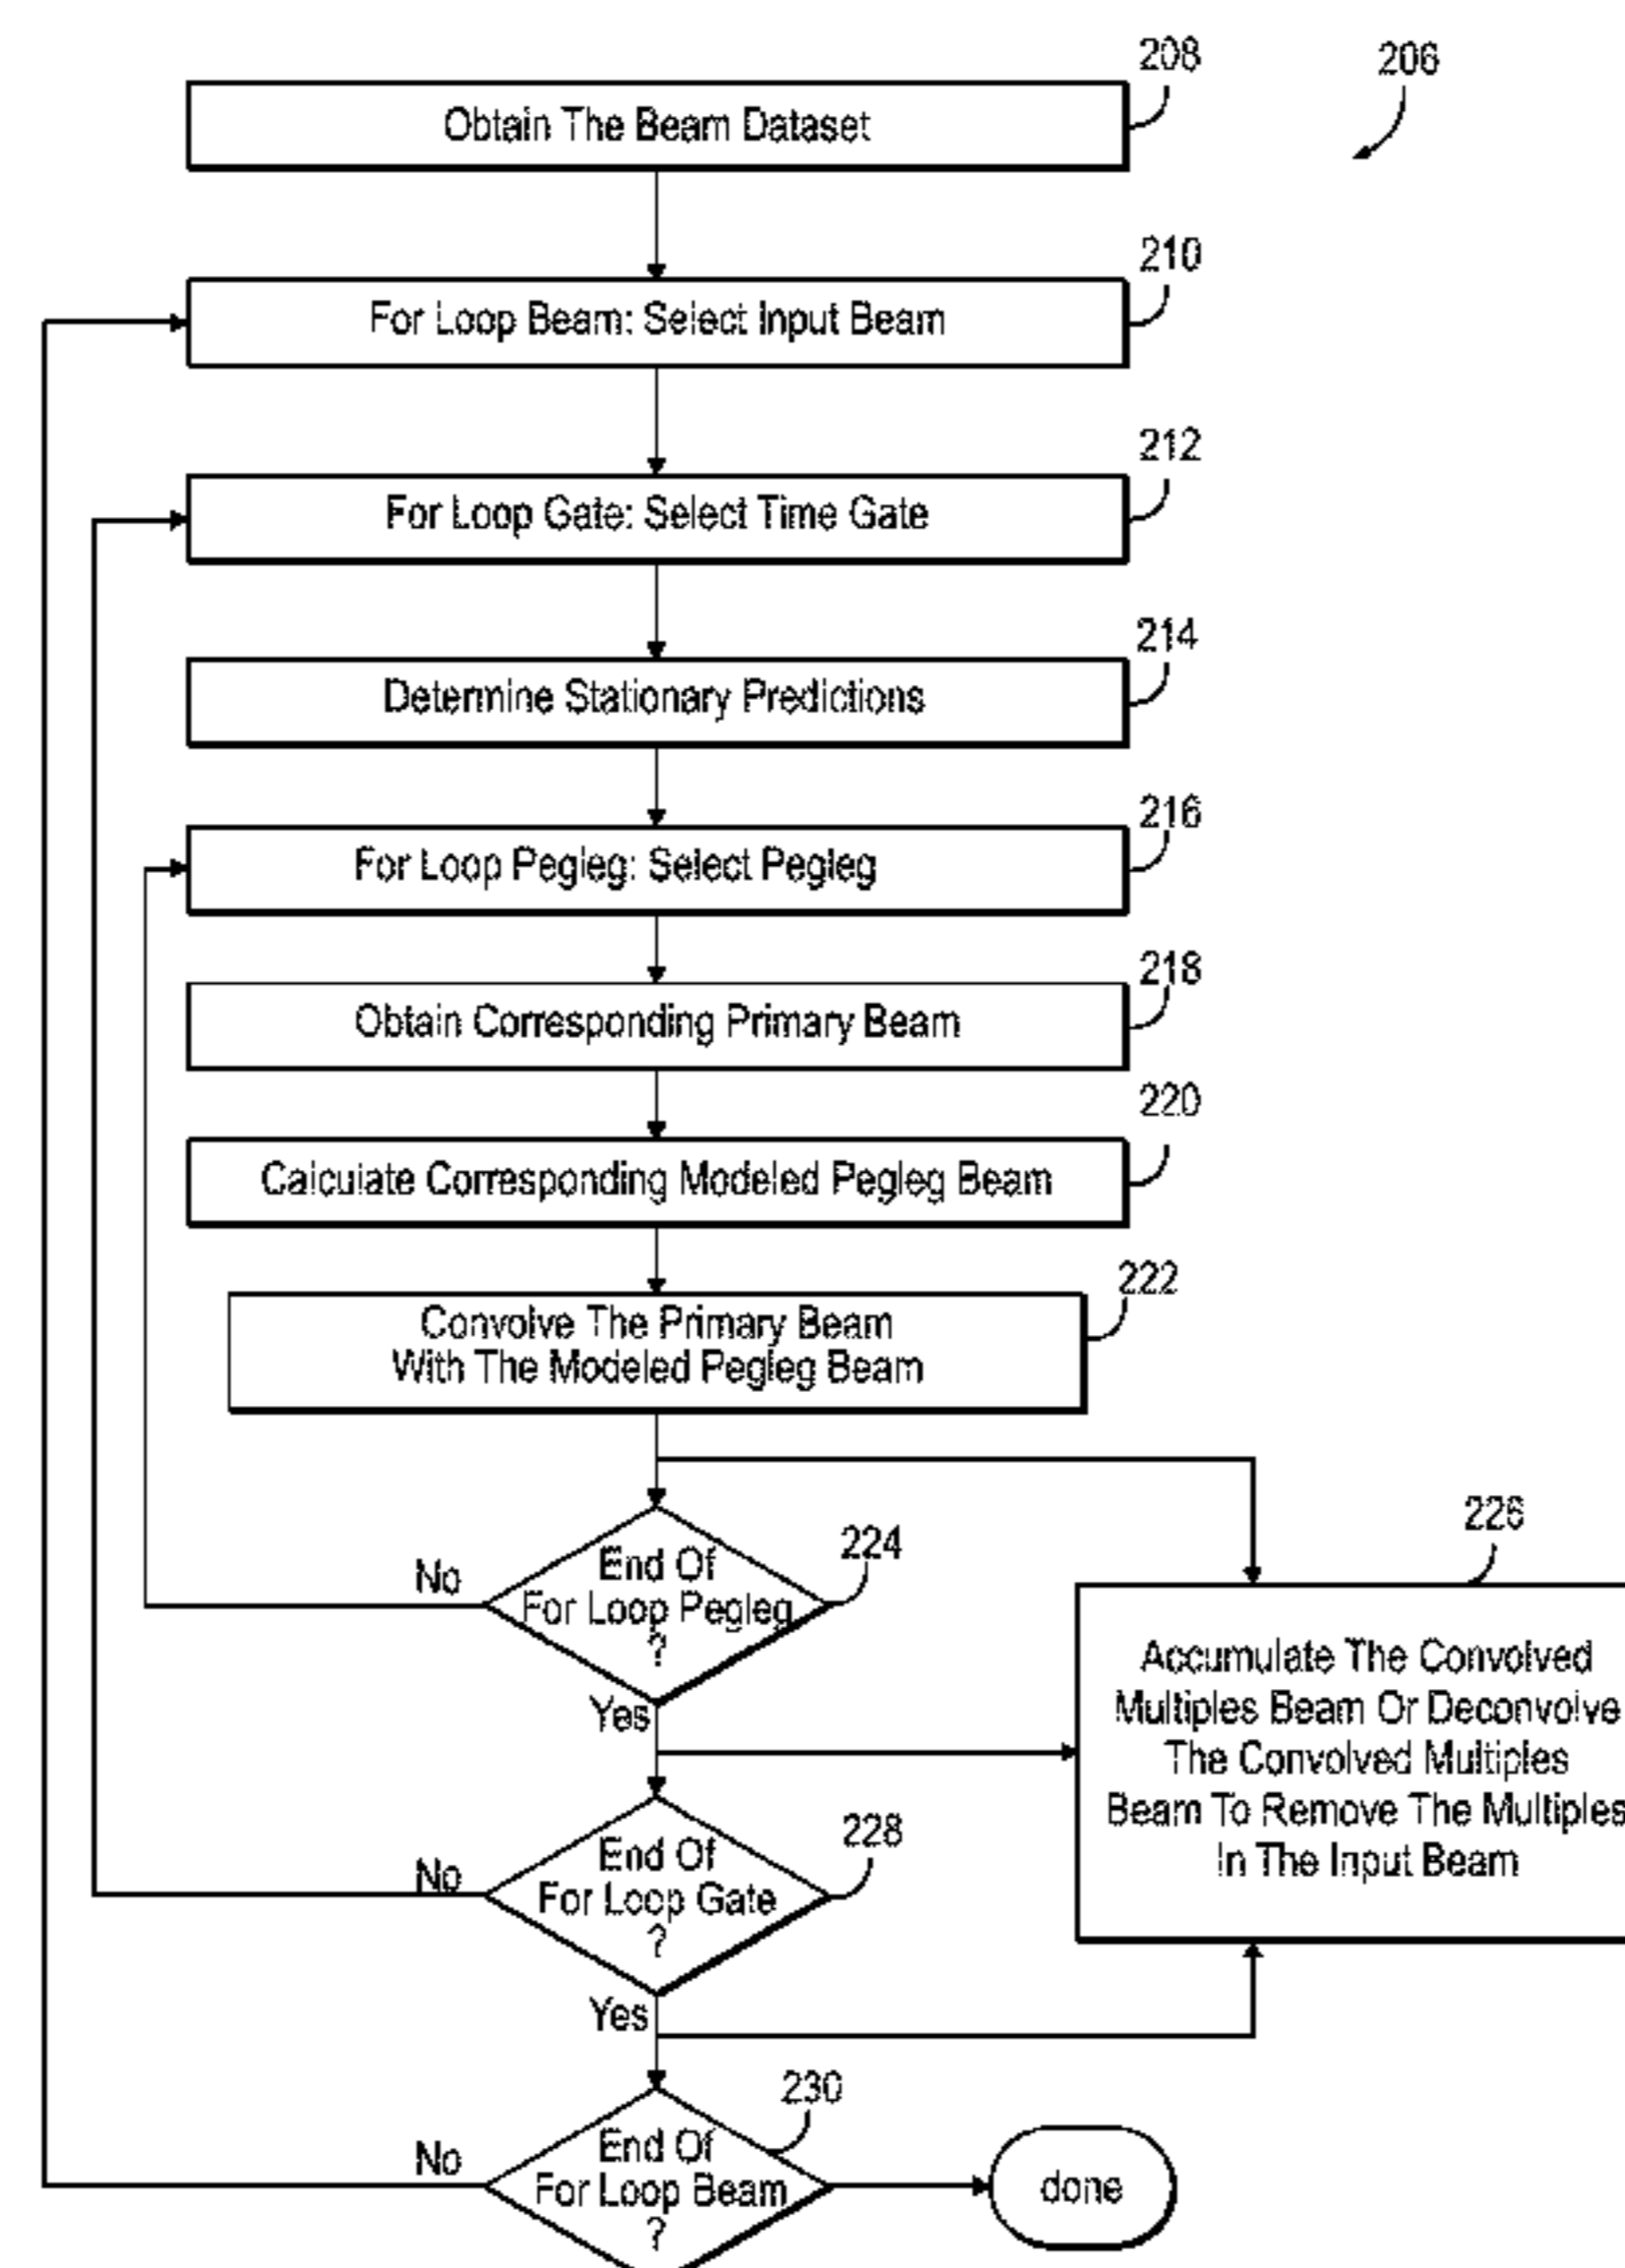 208
206
Obtain The Beam Dataset
210
For Loop Beam: Select Input Beam
212
For Loop Gate: Select Time Gate
214
Determine Stationary Predictions
216
For Loop Pegleg: Select Pegleg
218
Obtain Corresponding Primary Beam
220
Calculate Corresponding Modeled Pegleg Beam
222
Convolve The Primary Beam
With The Modeled Pegleg Beam
224
No
End Of
For Loop Pegleg
?
Yes
226
Accumulate The Convolved
Multiples Beam Or Deconvolve
The Convolved Multiples
Beam To Remove The Multiples
In The Input Beam
228
No
End Of
For Loop Gate
?
Yes
230
No
End Of
For Loop Beam
?
done